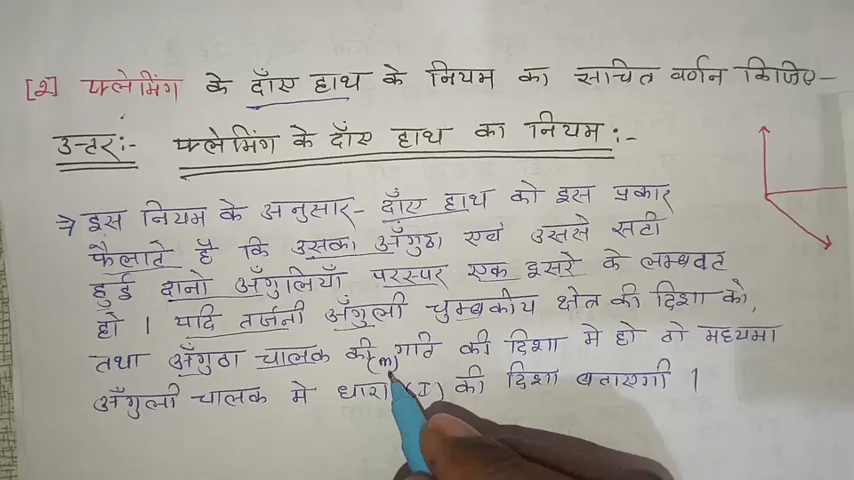 [2] फ्लेमिंग के दाँए हाथ के नियम का सचित वर्णन किजिए-
उत्तर:- फ्लेमिंग के दाँए हाथ का नियम:-
⇒ इस नियम के अनुसार- दाँए हाथ को इस प्रकार
फैलाते है कि उसका अँगुठा एवं उससे सटी
हुई दानो अँगुलियाँ परस्पर एक दुसरे के लम्बवत
हो । यदि तर्जनी अँगुली चुम्बकीय क्षेत्र की दिशा को,
तथा अँगुठा चालक की (m) गति की दिशा मे हो तो मध्यमा
अँगुली चालक मे धारा (I) की दिशा बताएगी ।